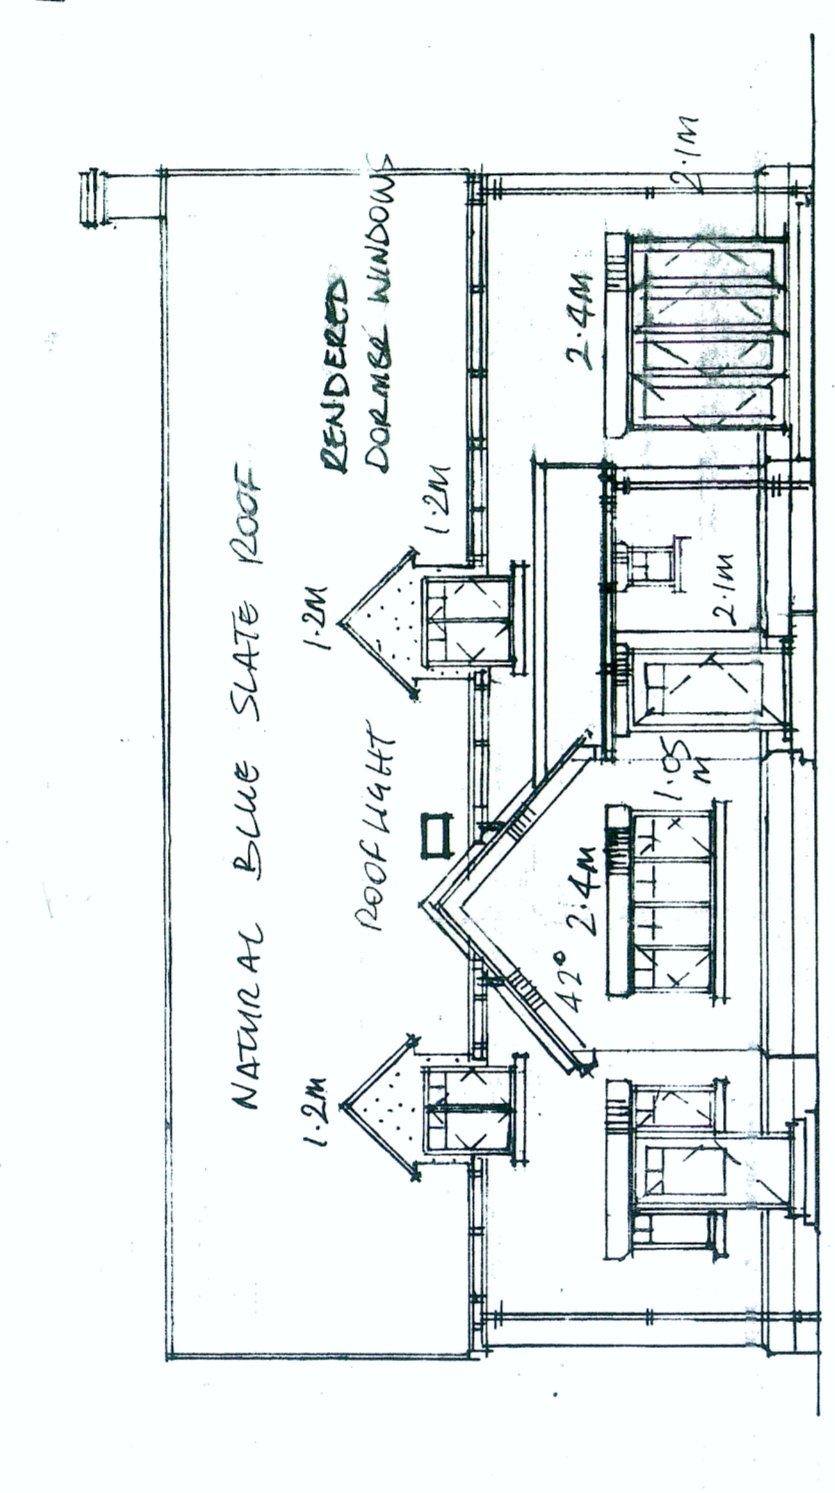 NATURAL BLUE SLATE ROOF
RENDERED
DORMER WINDOWS
1.2M
1.2M
1.2M
ROOFLIGHT
42°
2.4M
2.4M
1.05
M
2.1M
2.1M